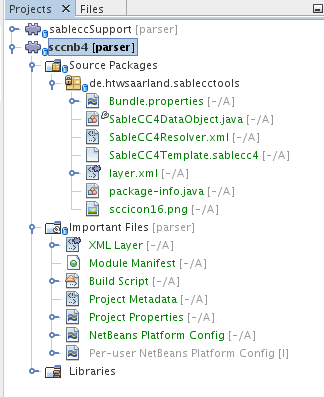 Projects
Files
sableccSupport [parser]
sccnb4 [parser]
Source Packages
de.htwsaarland.sablecctools
Bundle.properties [-/A]
SableCC4DataObject.java [-/A]
SableCC4Resolver.xml [-/A]
SableCC4Template.sablecc4 [-/A]
layer.xml [-/A]
package-info.java [-/A]
sccicon16.png [-/A]
Important Files [parser]
XML Layer [-/A]
Module Manifest [-/A]
Build Script [-/A]
Project Metadata [-/A]
Project Properties [-/A]
NetBeans Platform Config [-/A]
Per-user NetBeans Platform Config [I]
Libraries